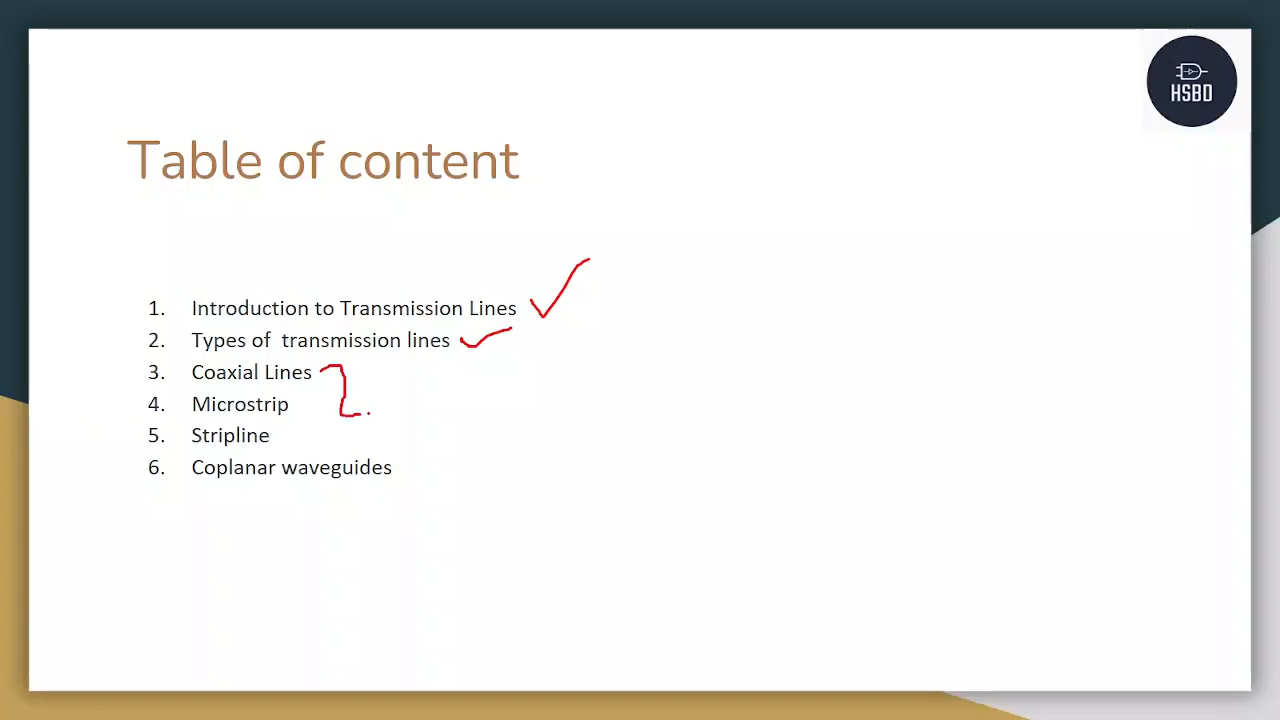 HSBD
Table of content
1. Introduction to Transmission Lines
2. Types of  transmission lines
3. Coaxial Lines
4. Microstrip
5. Stripline
6. Coplanar waveguides